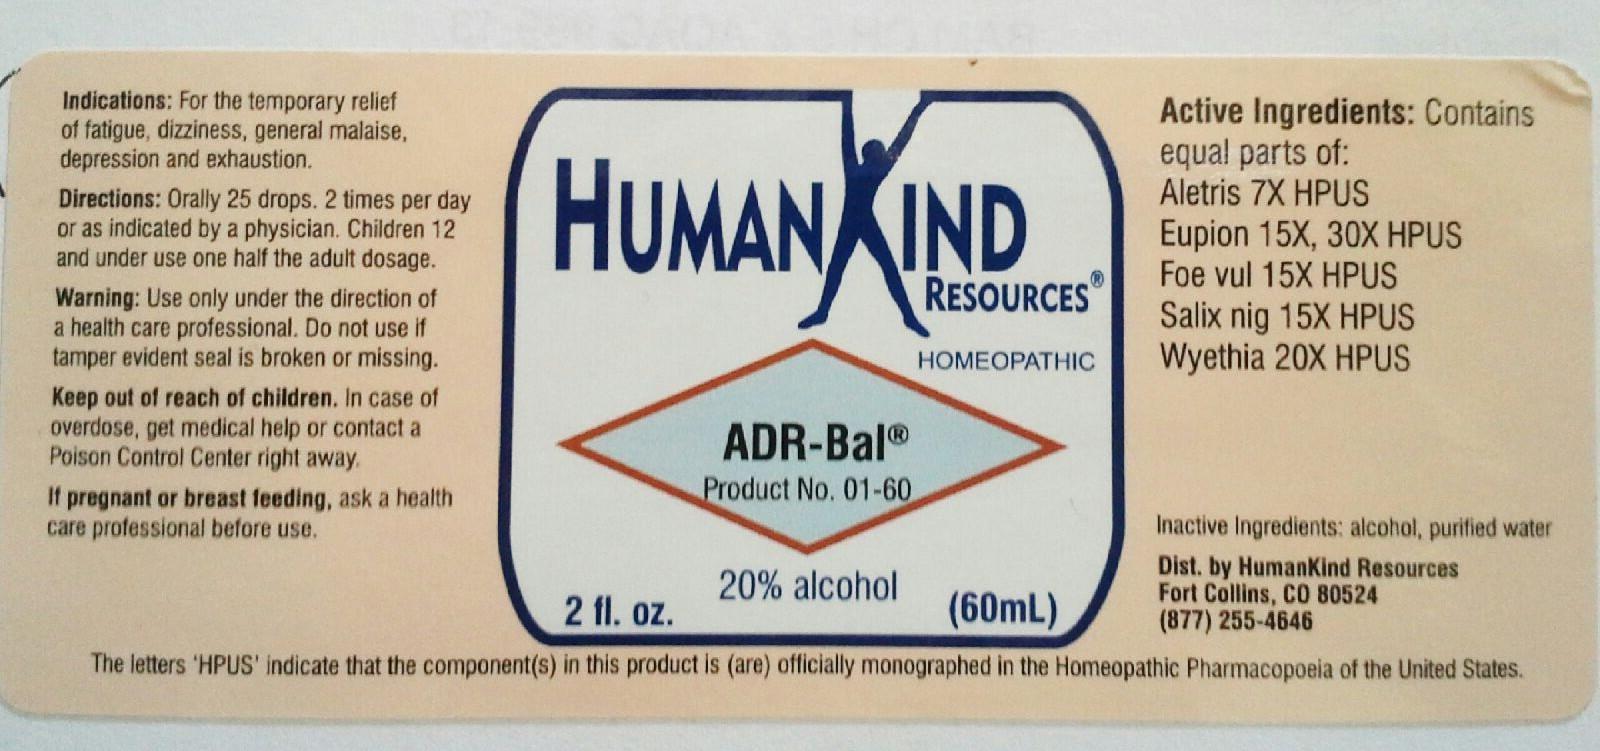 Indications: For the temporary relief
of fatigue, dizziness, general malaise,
depression and exhaustion.
Directions: Orally 25 drops. 2 times per day
or as indicated by a physician. Children 12
and under use one half the adult dosage.
Warning: Use only under the direction of
a health care professional. Do not use if
tamper evident seal is broken or missing.
Keep out of reach of children. In case of
overdose, get medical help or contact a
Poison Control Center right away.
If pregnant or breast feeding, ask a health
care professional before use.
HUMANKIND
RESOURCES®
HOMEOPATHIC
ADR-Bal®
Product No. 01-60
20% alcohol
2 fl. oz.
(60mL)
Active Ingredients: Contains
equal parts of:
Aletris 7X HPUS
Eupion 15X, 30X HPUS
Foe vul 15X HPUS
Salix nig 15X HPUS
Wyethia 20X HPUS
Inactive Ingredients: alcohol, purified water
Dist. by HumanKind Resources
Fort Collins, CO 80524
(877) 255-4646
The letters 'HPUS' indicate that the component(s) in this product is (are) officially monographed in the Homeopathic Pharmacopoeia of the United States.